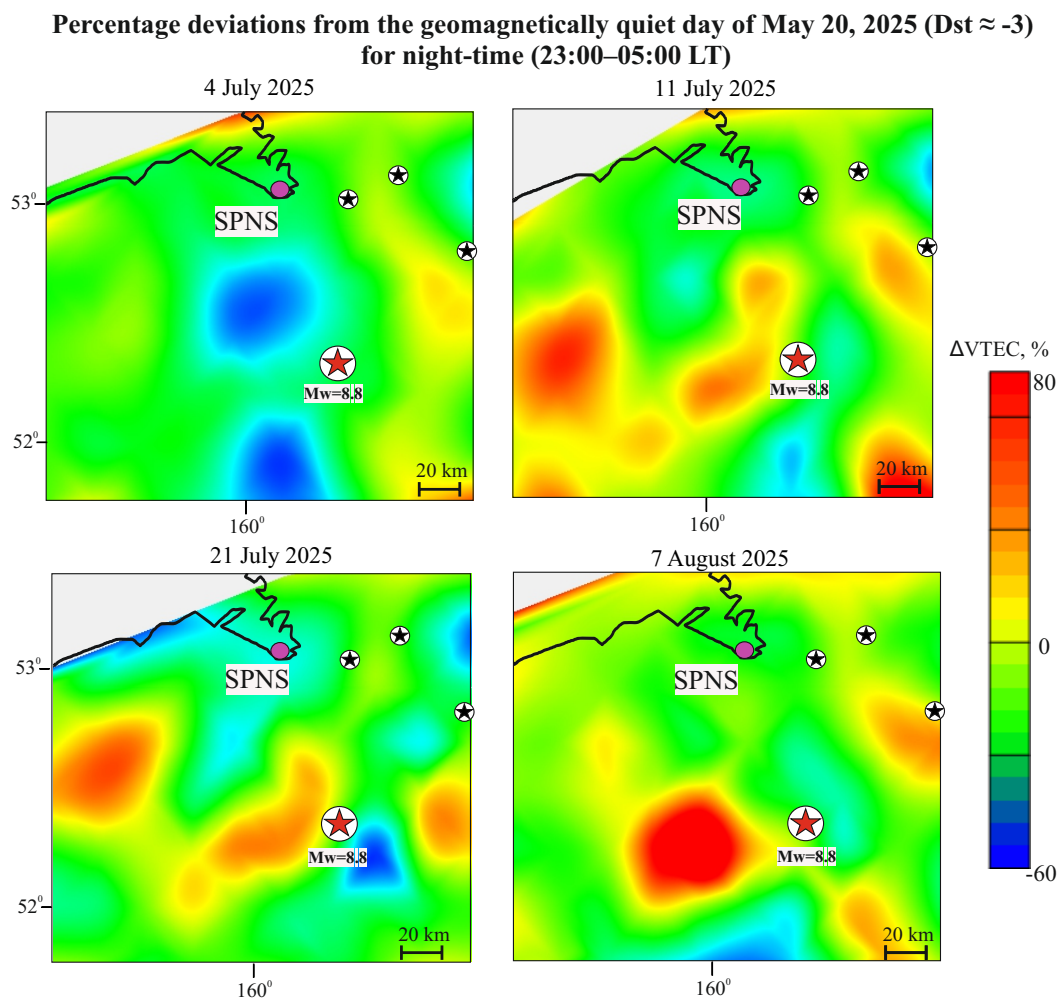 Percentage deviations from the geomagnetically quiet day of May 20, 2025 (Dst ≈ -3)
for night-time (23:00–05:00 LT)
4 July 2025
11 July 2025
53⁰
SPNS
Mw=8.8
52⁰
20 km
160⁰
SPNS
Mw=8.8
20 km
160⁰
ΔVTEC, %
80
0
-60
21 July 2025
7 August 2025
53⁰
SPNS
Mw=8.8
52⁰
20 km
160⁰
SPNS
Mw=8.8
20 km
160⁰